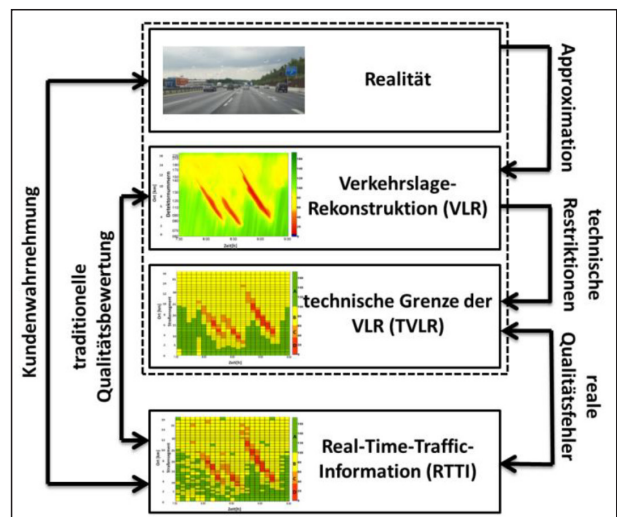 Realität
Verkehrslage-
Rekonstruktion (VLR)
technische Grenze der
VLR (TVLR)
Real-Time-Traffic-
Information (RTTI)
Kundenwahrnehmung
traditionelle
Qualitätsbewertung
Approximation
technische
Restriktionen
reale
Qualitätsfehler